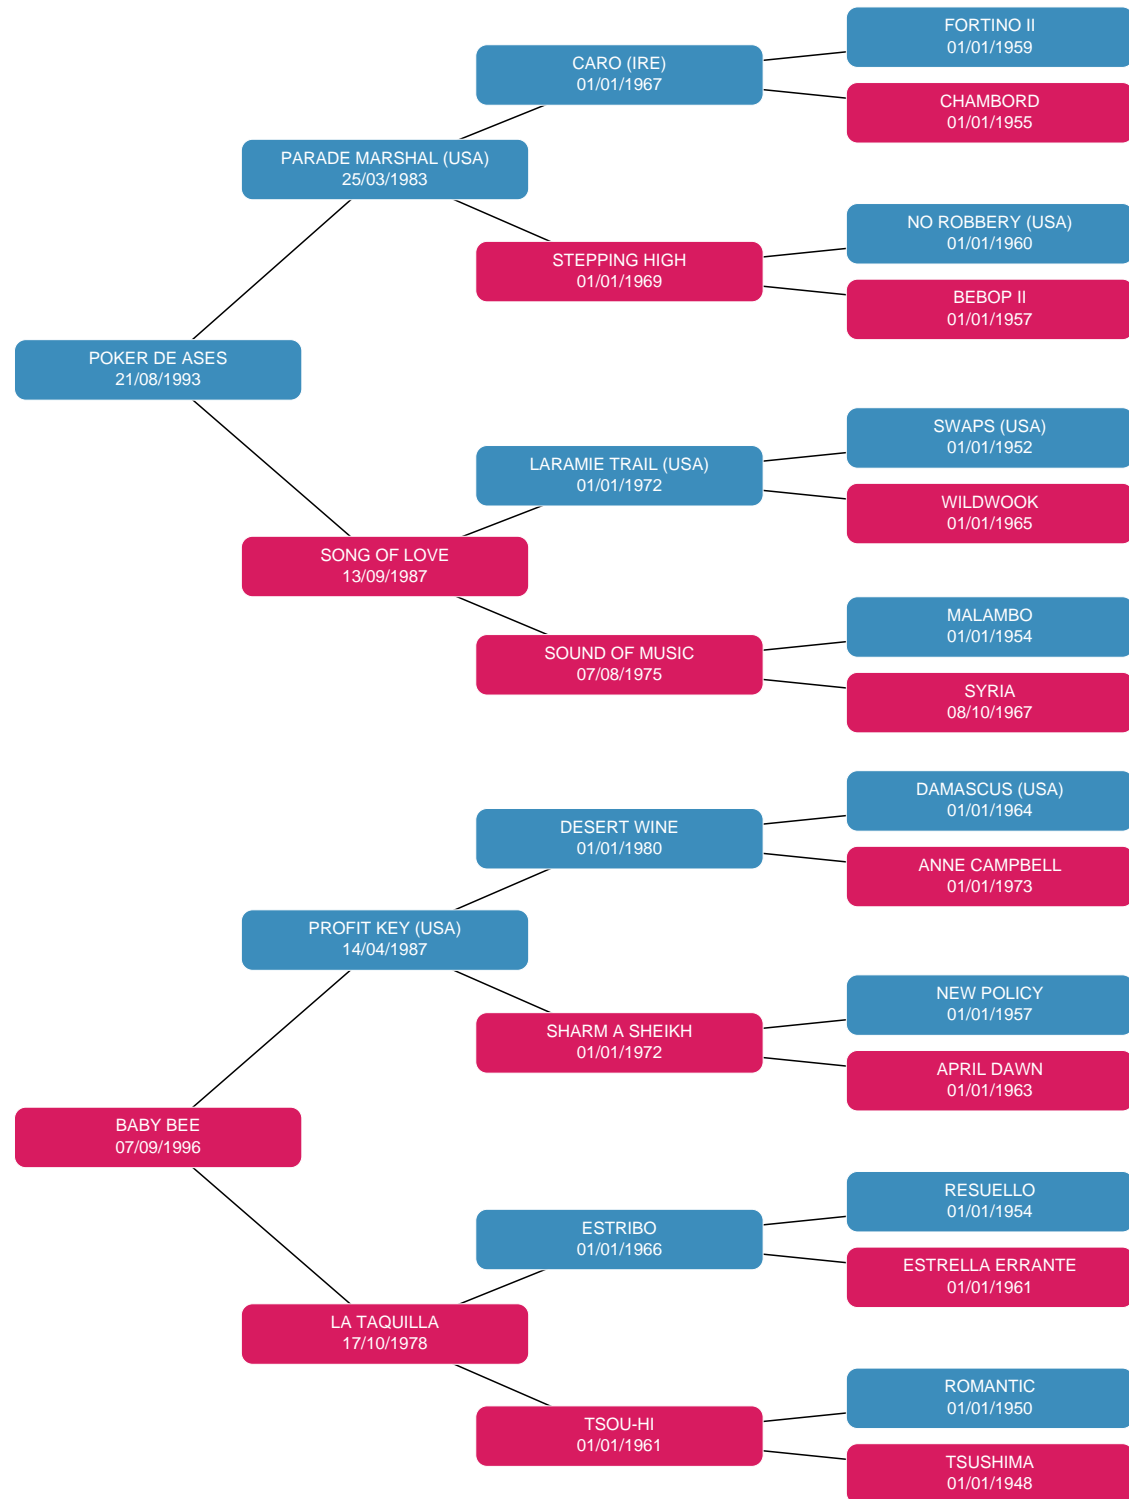 FORTINO II
01/01/1959
CARO (IRE)
01/01/1967
CHAMBORD
01/01/1955
PARADE MARSHAL (USA)
25/03/1983
NO ROBBERY (USA)
01/01/1960
STEPPING HIGH
01/01/1969
BEBOP II
01/01/1957
POKER DE ASES
21/08/1993
SWAPS (USA)
01/01/1952
LARAMIE TRAIL (USA)
01/01/1972
WILDWOOK
01/01/1965
SONG OF LOVE
13/09/1987
MALAMBO
01/01/1954
SOUND OF MUSIC
07/08/1975
SYRIA
08/10/1967
DAMASCUS (USA)
01/01/1964
DESERT WINE
01/01/1980
ANNE CAMPBELL
01/01/1973
PROFIT KEY (USA)
14/04/1987
NEW POLICY
01/01/1957
SHARM A SHEIKH
01/01/1972
APRIL DAWN
01/01/1963
BABY BEE
07/09/1996
RESUELLO
01/01/1954
ESTRIBO
01/01/1966
ESTRELLA ERRANTE
01/01/1961
LA TAQUILLA
17/10/1978
ROMANTIC
01/01/1950
TSOU-HI
01/01/1961
TSUSHIMA
01/01/1948